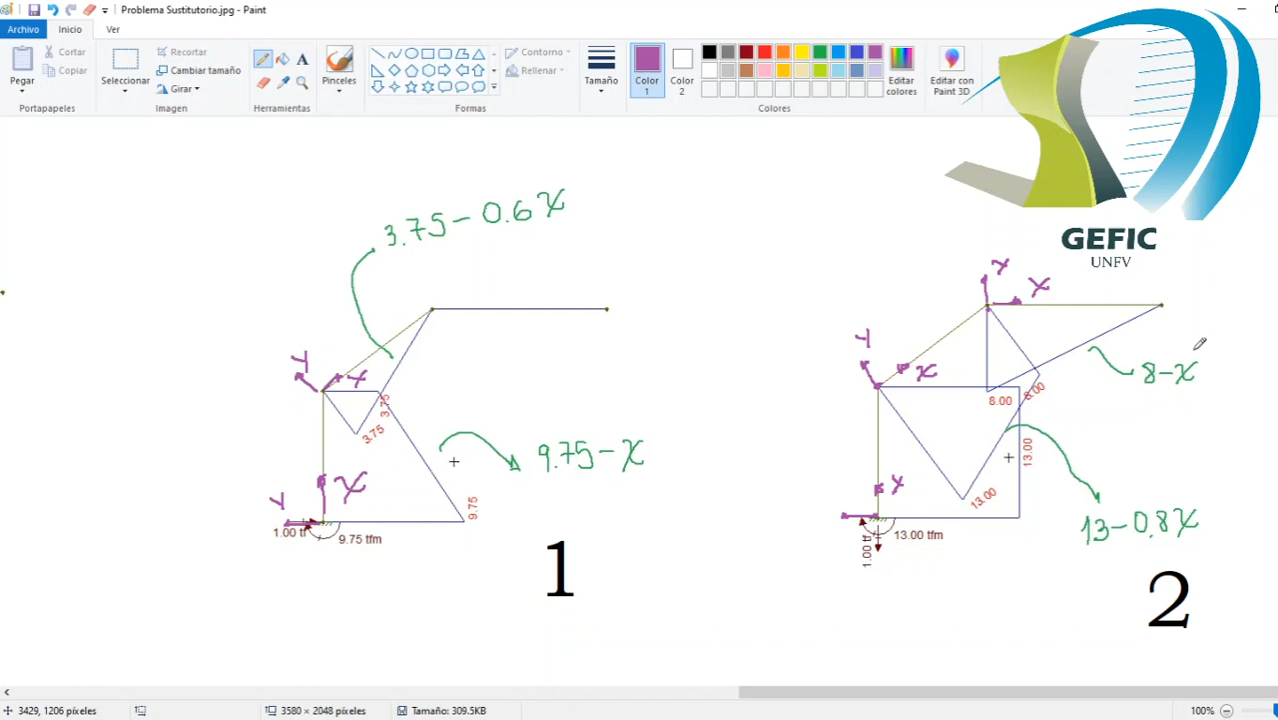 Problema Sustitutorio.jpg - Paint
Archivo Inicio Ver
Pegar
Cortar
Copiar
Portapapeles
Seleccionar
Recortar
Cambiar tamaño
Girar
Imagen
A
Herramientas
Pinceles
Contorno
Rellenar
Formas
Tamaño
Color 1
Color 2
Editar colores
Colores
Editar con Paint 3D
GEFIC
UNFV
3.75-0.6X
Y
X
3.75
3.75
9.75-X
9.75
Y
X
1.00 tf
9.75 tfm
1
Y
X
8-X
Y
X
8.00
8.00
13.00
13.00
13-0.8X
X
1.00 tf
13.00 tfm
2
3429, 1206 píxeles
3580 × 2048 píxeles
Tamaño: 309.5KB
100%